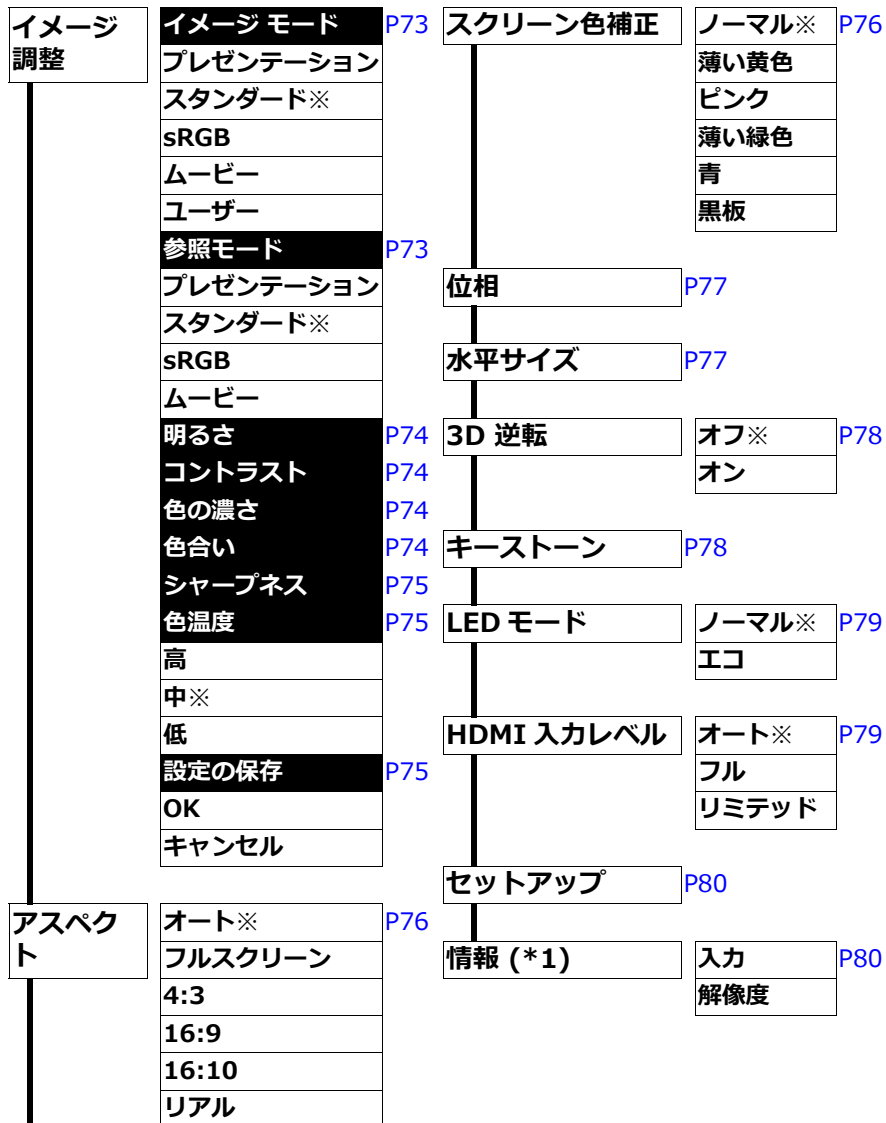 イメージ
調整
イメージ モード P73
プレゼンテーション
スタンダード※
sRGB
ムービー
ユーザー
参照モード P73
プレゼンテーション
スタンダード※
sRGB
ムービー
明るさ P74
コントラスト P74
色の濃さ P74
色合い P74
シャープネス P75
色温度 P75
高
中※
低
設定の保存 P75
OK
キャンセル
アスペク
ト
オート※ P76
フルスクリーン
4:3
16:9
16:10
リアル
スクリーン色補正
ノーマル※ P76
薄い黄色
ピンク
薄い緑色
青
黒板
位相 P77
水平サイズ P77
3D 逆転
オフ※ P78
オン
キーストーン P78
LED モード
ノーマル※ P79
エコ
HDMI 入力レベル
オート※ P79
フル
リミテッド
セットアップ P80
情報 (*1)
入力 P80
解像度